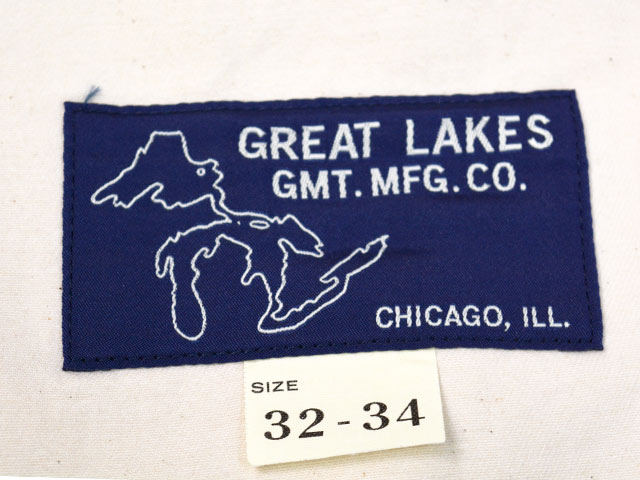 GREAT LAKES
GMT. MFG. CO.
CHICAGO, ILL.
SIZE
32-34